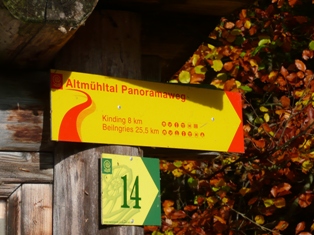 Altmühltal Panoramaweg
Kinding 8 km
Beilngries 25,5 km
14